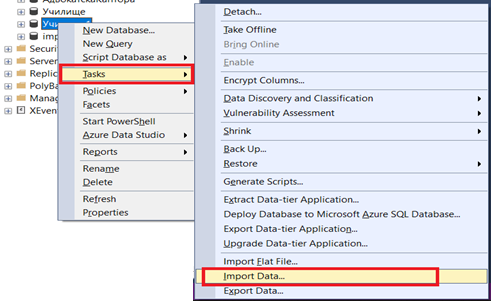 АдвокатскаКантора
Училище
imp
Securi
Server
Replic
PolyBa
Manag
XEven
New Database...
New Query
Script Database as
Tasks
Policies
Facets
Start PowerShell
Azure Data Studio
Reports
Rename
Delete
Refresh
Properties
Detach...
Take Offline
Bring Online
Enable
Encrypt Columns...
Data Discovery and Classification
Vulnerability Assessment
Shrink
Back Up...
Restore
Generate Scripts...
Extract Data-tier Application...
Deploy Database to Microsoft Azure SQL Database...
Export Data-tier Application...
Upgrade Data-tier Application...
Import Flat File...
Import Data...
Export Data...